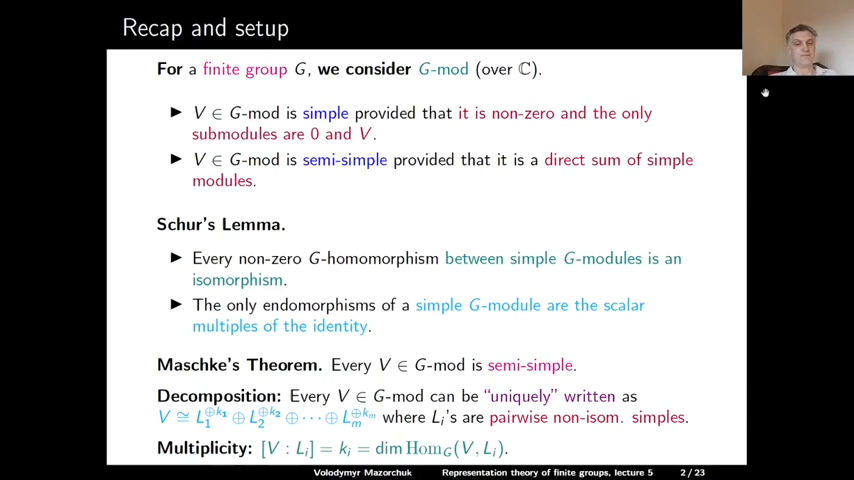 Recap and setup
For a finite group G, we consider G-mod (over ℂ).
▶ V ∈ G-mod is simple provided that it is non-zero and the only
submodules are 0 and V.
▶ V ∈ G-mod is semi-simple provided that it is a direct sum of simple
modules.
Schur's Lemma.
▶ Every non-zero G-homomorphism between simple G-modules is an
isomorphism.
▶ The only endomorphisms of a simple G-module are the scalar
multiples of the identity.
Maschke's Theorem. Every V ∈ G-mod is semi-simple.
Decomposition: Every V ∈ G-mod can be "uniquely" written as
V ≅ L₁^{⊕k₁} ⊕ L₂^{⊕k₂} ⊕ ⋯ ⊕ L_m^{⊕k_m} where L_i's are pairwise non-isom. simples.
Multiplicity: [V : L_i] = k_i = dim Hom_G(V, L_i).
Volodymyr Mazorchuk Representation theory of finite groups, lecture 5 2 / 23